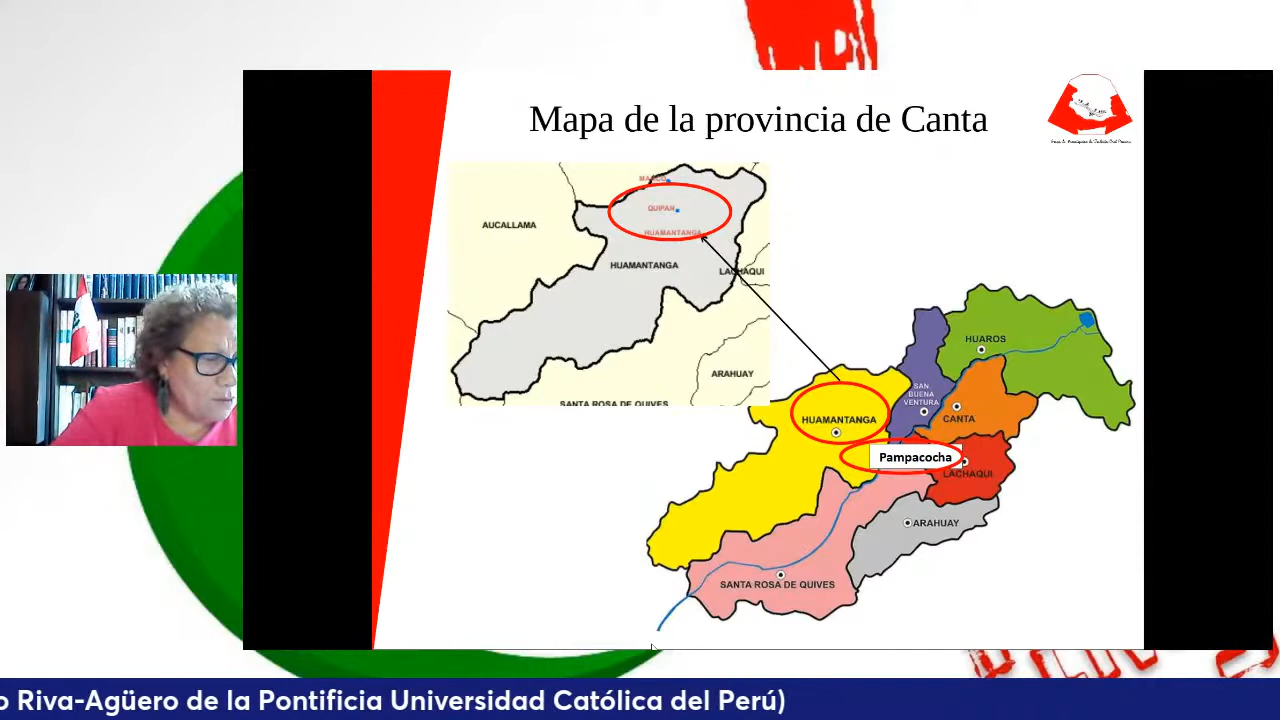 Mapa de la provincia de Canta
QUIPAN
AUCALLAMA
HUAMANTANGA
HUAMANTANGA
LACHAQUI
ARAHUAY
SANTA ROSA DE QUIVES
HUAROS
SAN
BUENA
VENTURA
CANTA
HUAMANTANGA
Pampacocha
LACHAQUI
ARAHUAY
SANTA ROSA DE QUIVES
o Riva-Agüero de la Pontificia Universidad Católica del Perú)